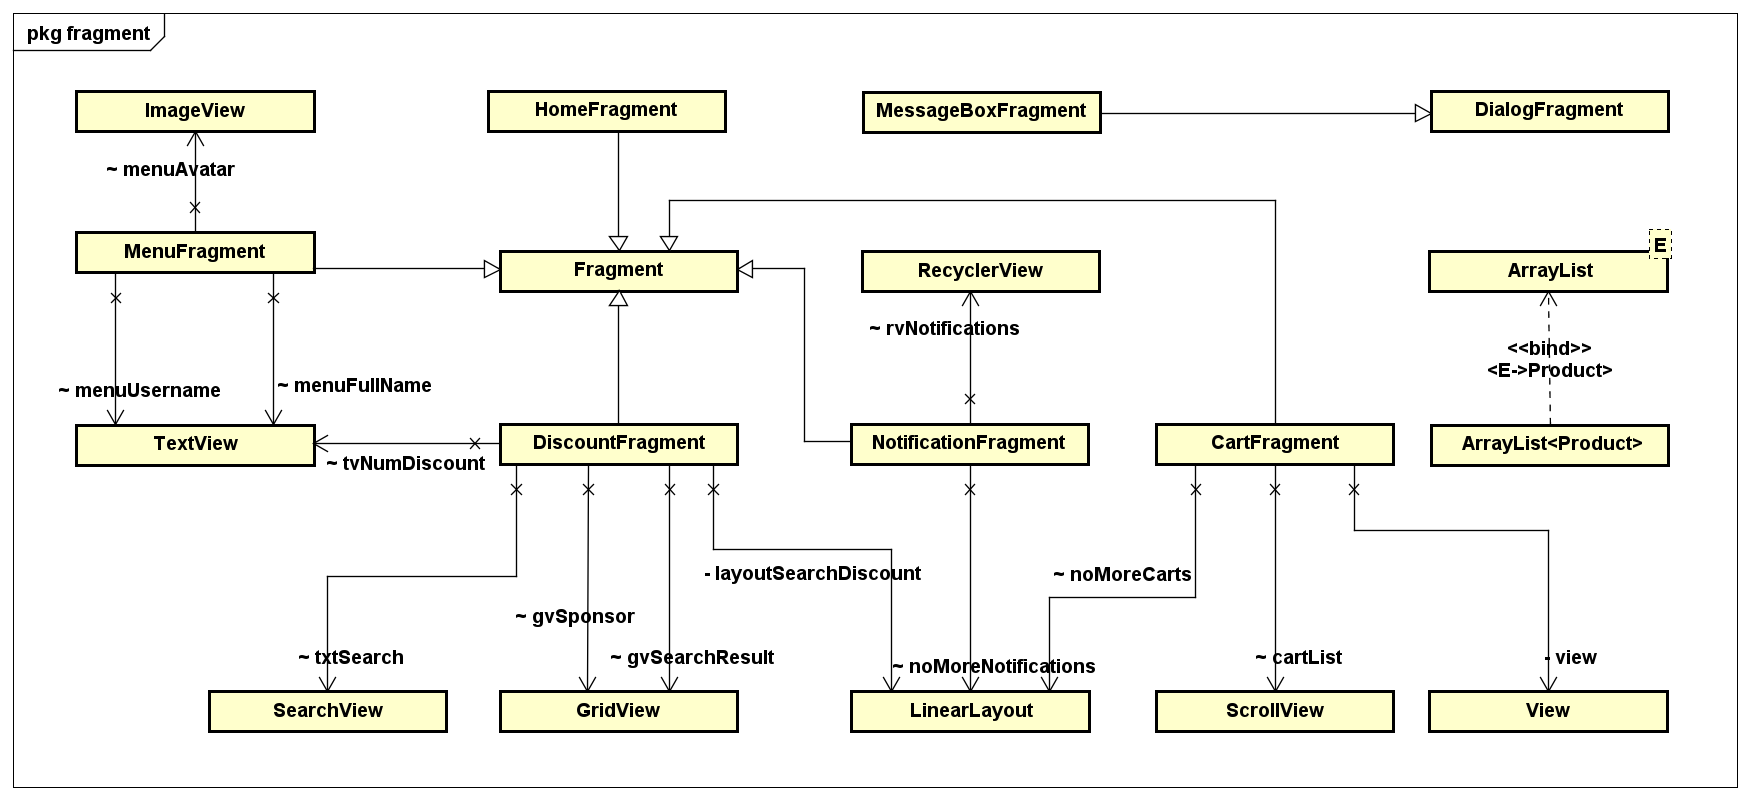 pkg fragment
ImageView
HomeFragment
MessageBoxFragment
DialogFragment
~ menuAvatar
MenuFragment
Fragment
RecyclerView
E
ArrayList
~ rvNotifications
<<bind>>
<E->Product>
~ menuUsername
~ menuFullName
TextView
DiscountFragment
NotificationFragment
CartFragment
ArrayList<Product>
~ tvNumDiscount
- layoutSearchDiscount
~ noMoreCarts
~ gvSponsor
~ txtSearch
~ gvSearchResult
~ noMoreNotifications
~ cartList
- view
SearchView
GridView
LinearLayout
ScrollView
View